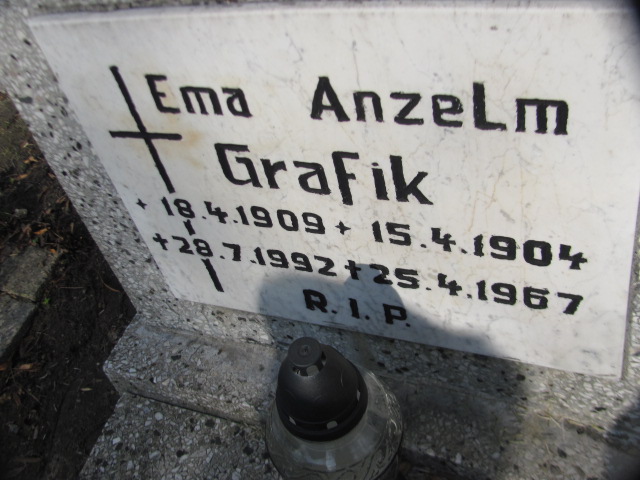 Ema Anzelm
Grafik
+ 18.4.1909 + 15.4.1904
+ 28.7.1992 + 25.4.1967
R.I.P.